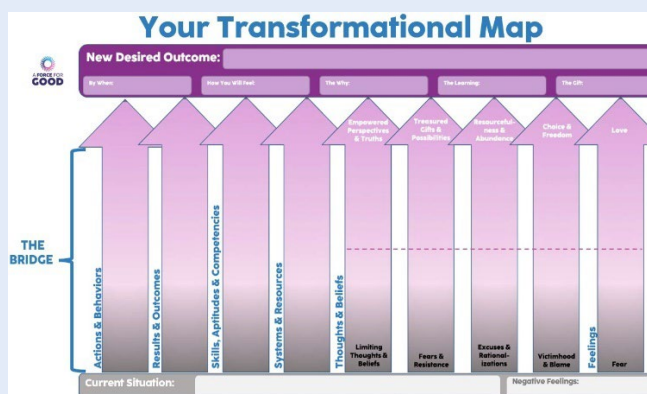 Your Transformational Map
A FORCE FOR
GOOD
New Desired Outcome:
By When:
How You Will Feel:
The Why:
The Learning:
The Gift:
Empowered
Perspectives
& Truths
Treasured
Gifts &
Possibilities
Resourceful-
ness &
Abundance
Choice &
Freedom
Love
THE
BRIDGE
Actions & Behaviors
Results & Outcomes
Skills, Aptitudes & Competencies
Systems & Resources
Thoughts & Beliefs
Feelings
Limiting
Thoughts &
Beliefs
Fears &
Resistance
Excuses &
Rational-
izations
Victimhood
& Blame
Fear
Current Situation:
Negative Feelings: